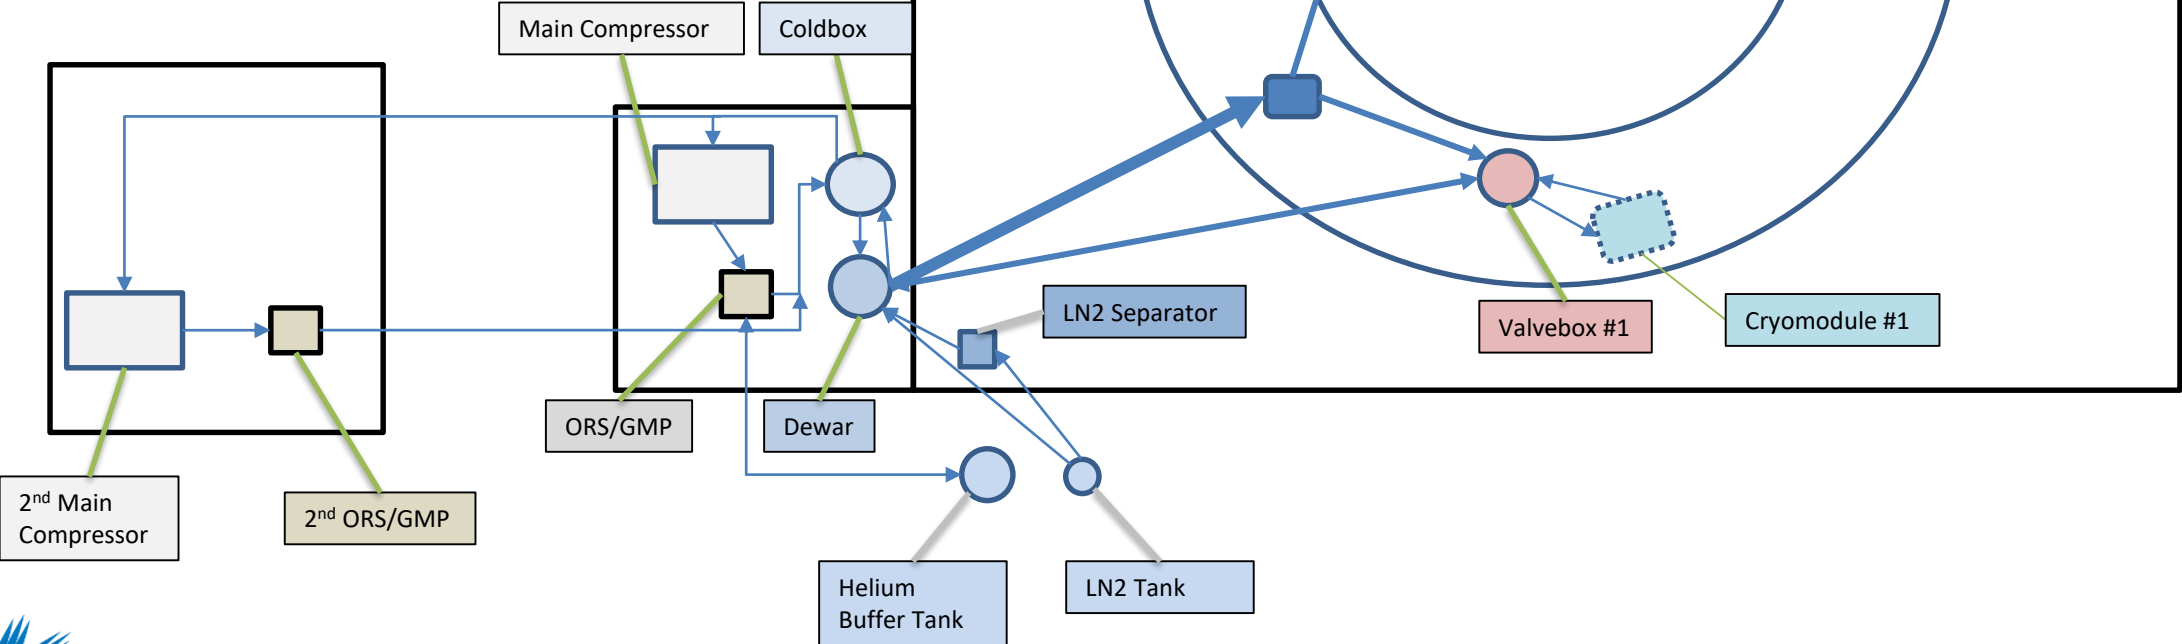 Main Compressor
Coldbox
LN2 Separator
Valvebox #1
Cryomodule #1
ORS/GMP
Dewar
2nd Main
Compressor
2nd ORS/GMP
Helium
Buffer Tank
LN2 Tank